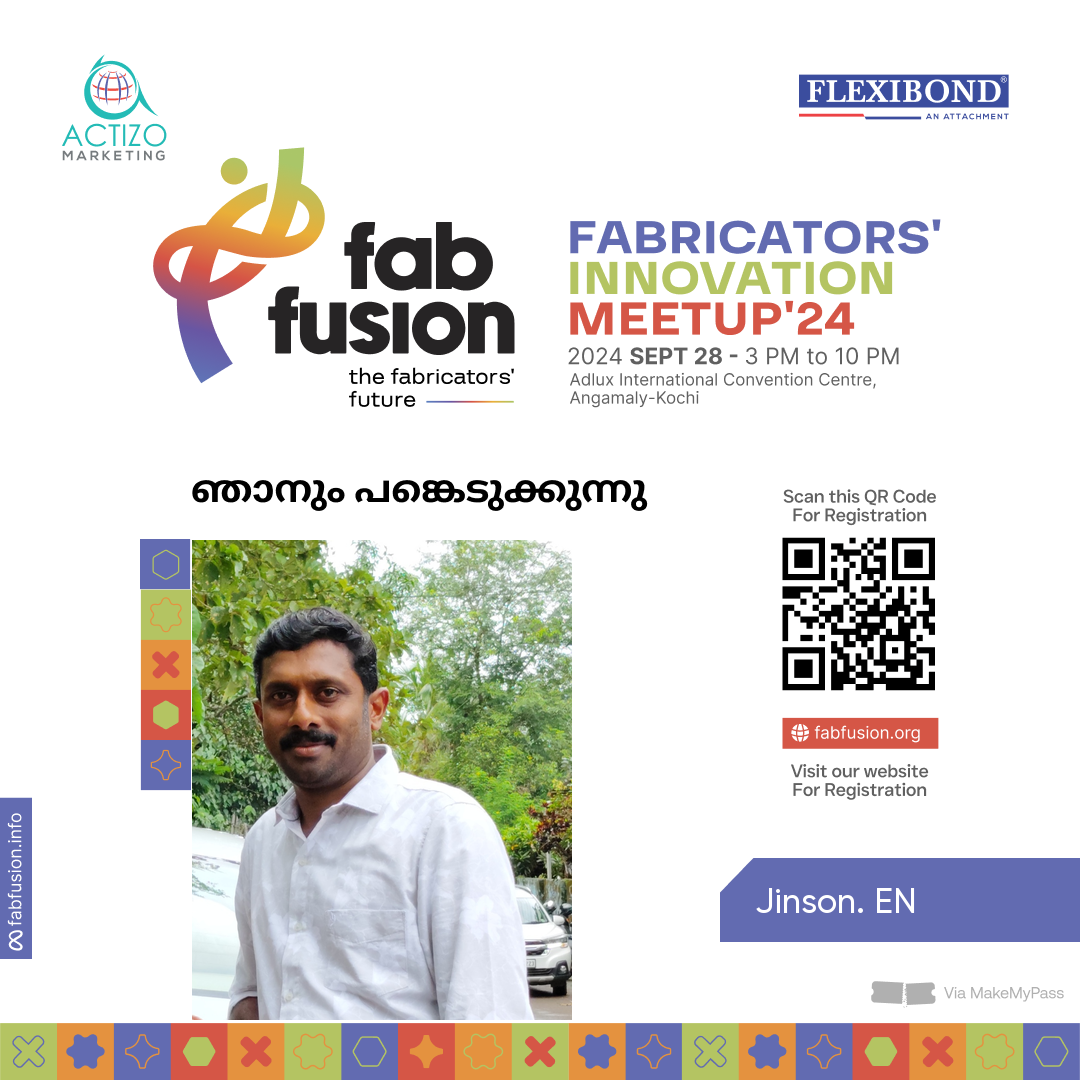 ACTIZO
MARKETING
FLEXIBOND®
AN ATTACHMENT
fab
fusion
the fabricators'
future
FABRICATORS'
INNOVATION
MEETUP'24
2024 SEPT 28 - 3 PM to 10 PM
Adlux International Convention Centre,
Angamaly-Kochi
ഞാനും പങ്കെടുക്കുന്നു
Scan this QR Code
For Registration
fabfusion.org
Visit our website
For Registration
fabfusion.info
Jinson. EN
Via MakeMyPass